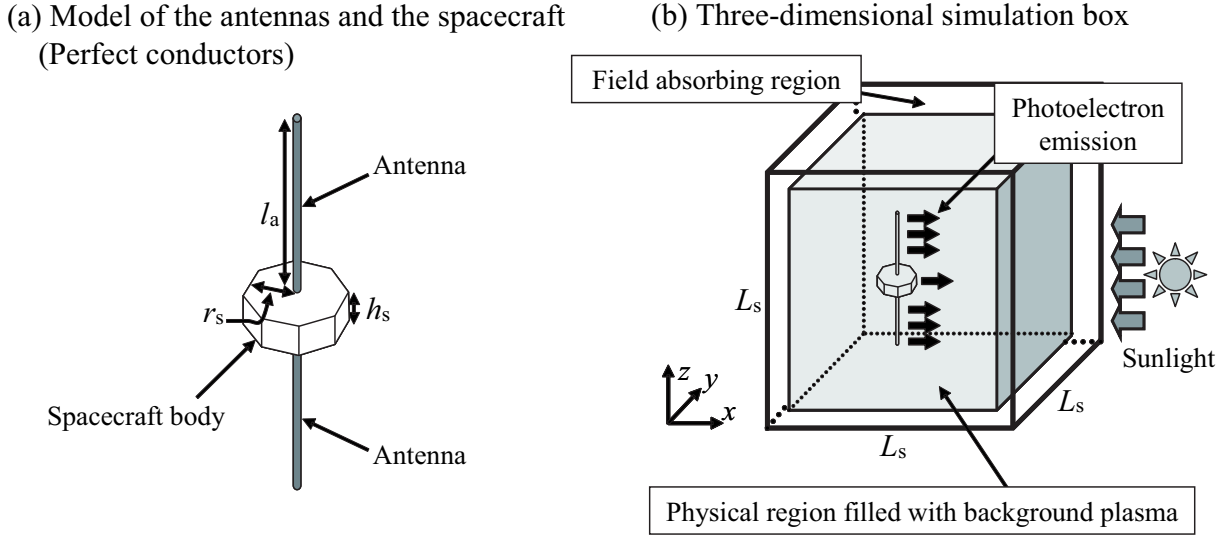 (a) Model of the antennas and the spacecraft
(Perfect conductors)
Antenna
la
rs
hs
Spacecraft body
Antenna
(b) Three-dimensional simulation box
Field absorbing region
Photoelectron
emission
Ls
Sunlight
z
y
x
Ls
Ls
Physical region filled with background plasma